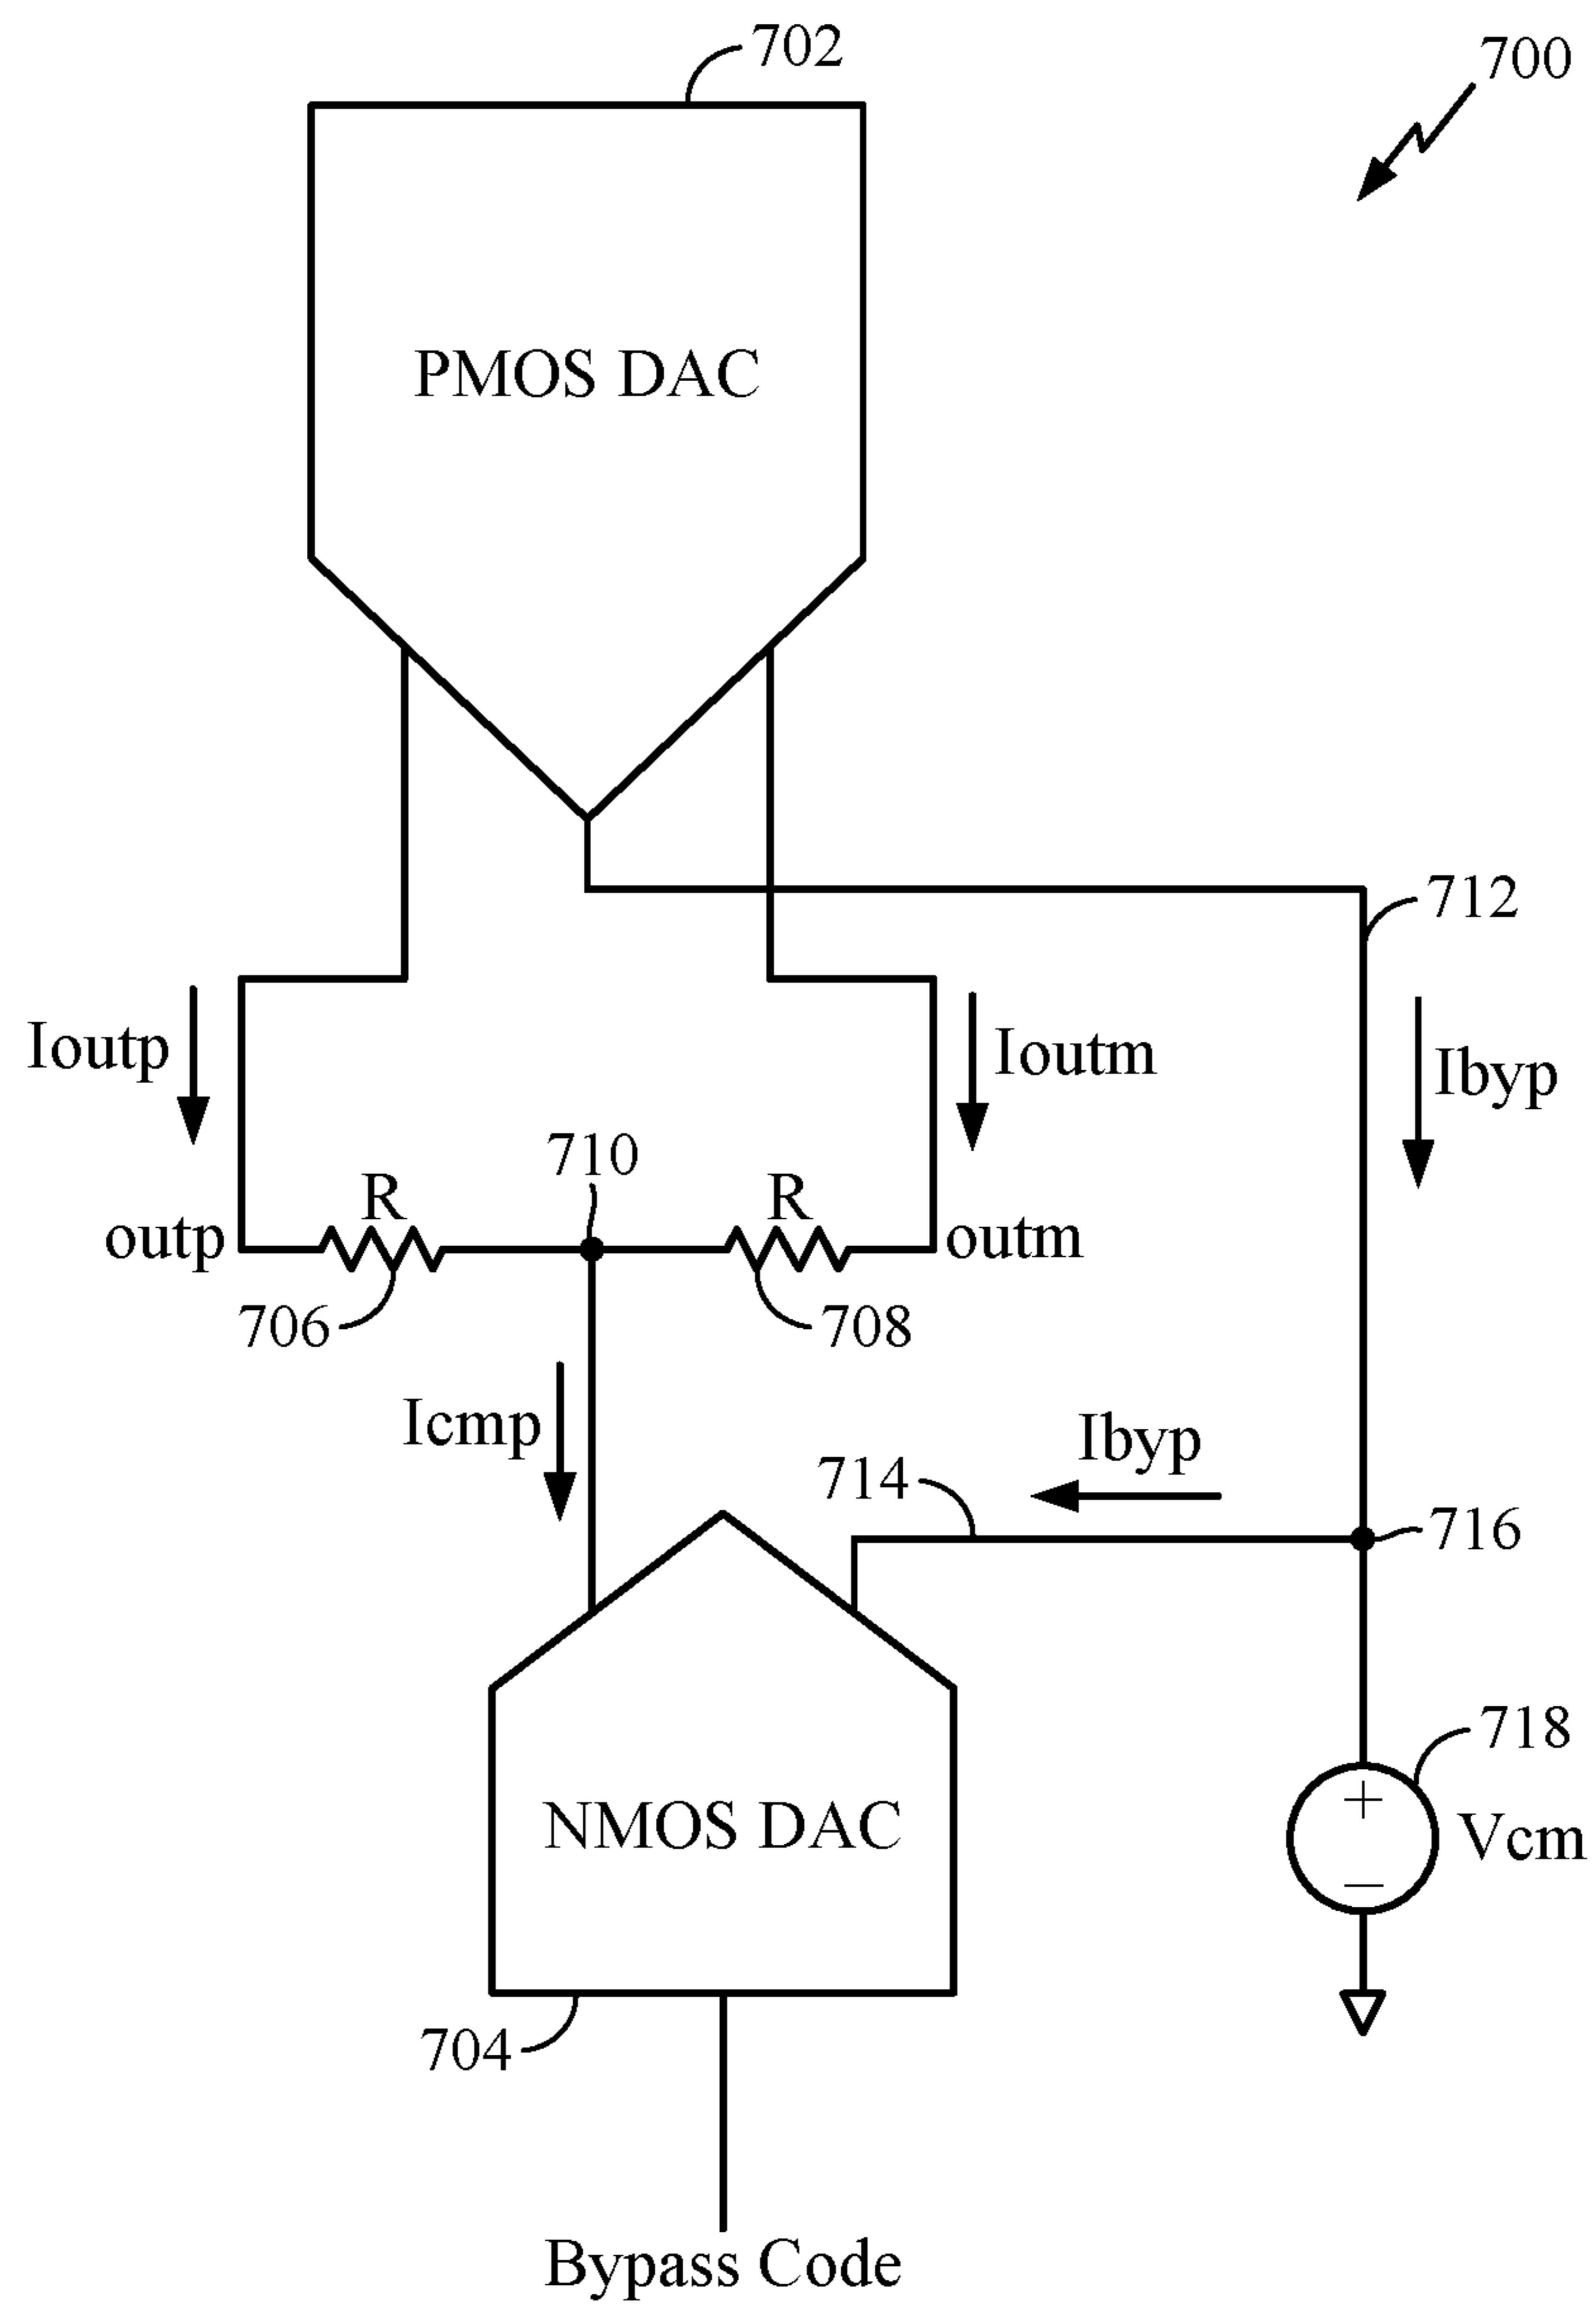 702
700
PMOS DAC
712
Ioutp
Ioutm
Ibyp
710
R
R
outp
outm
706
708
Icmp
Ibyp
714
716
718
NMOS DAC
+
Vcm
–
704
Bypass Code